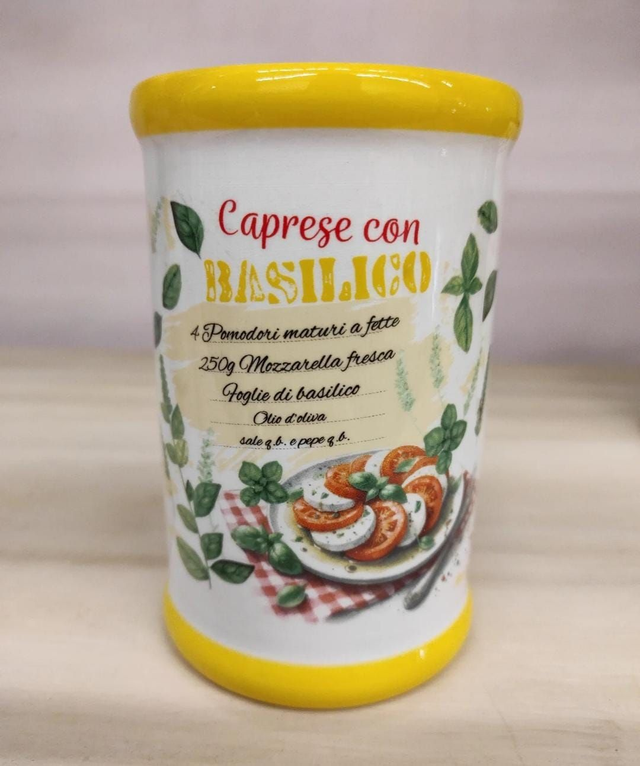 Caprese con
BASILICO
4 Pomodori maturi a fette
250g Mozzarella fresca
Foglie di basilico
Olio d'oliva
sale q.b. e pepe q.b.